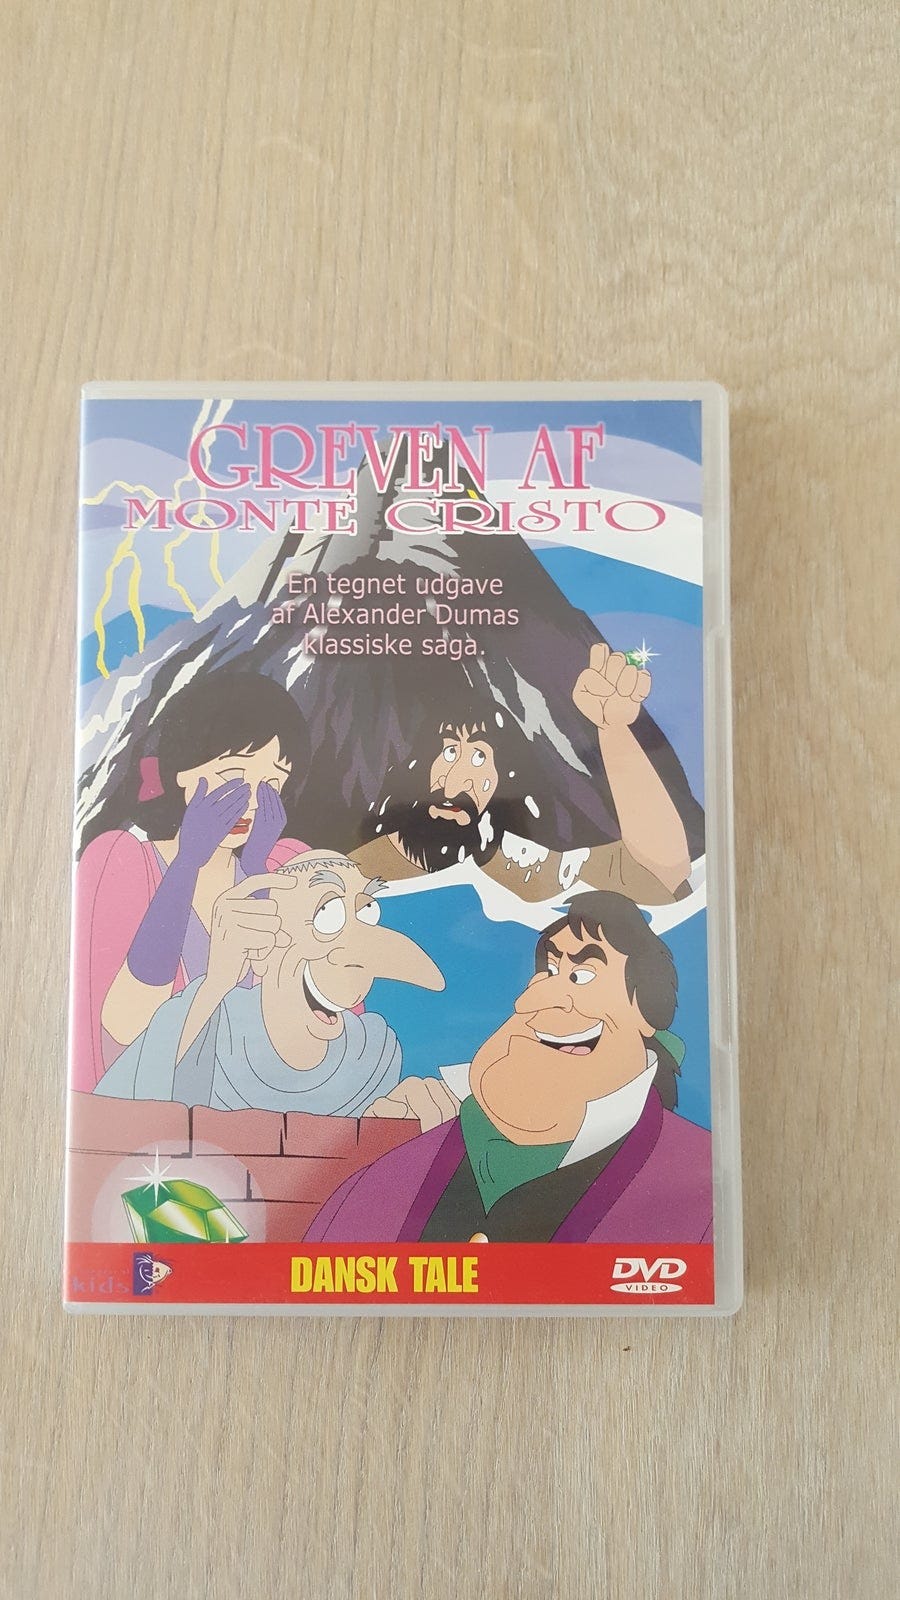 GREVEN AF
MONTE CRISTO
En tegnet udgave
af Alexander Dumas
klassiske saga.
kids
DANSK TALE
DVD
VIDEO